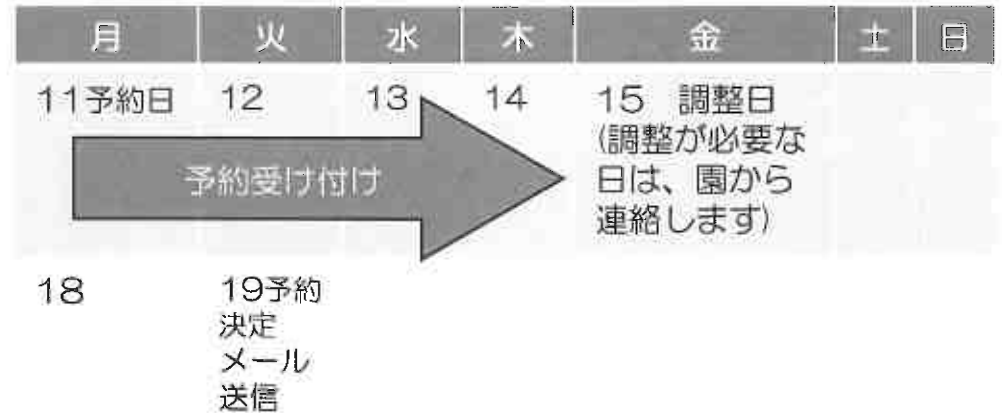 月 火 水 木 金 土 日
11予約日 12 13 14 15 調整日
(調整が必要な
日は、園から
連絡します)
予約受け付け
18 19予約
決定
メール
送信